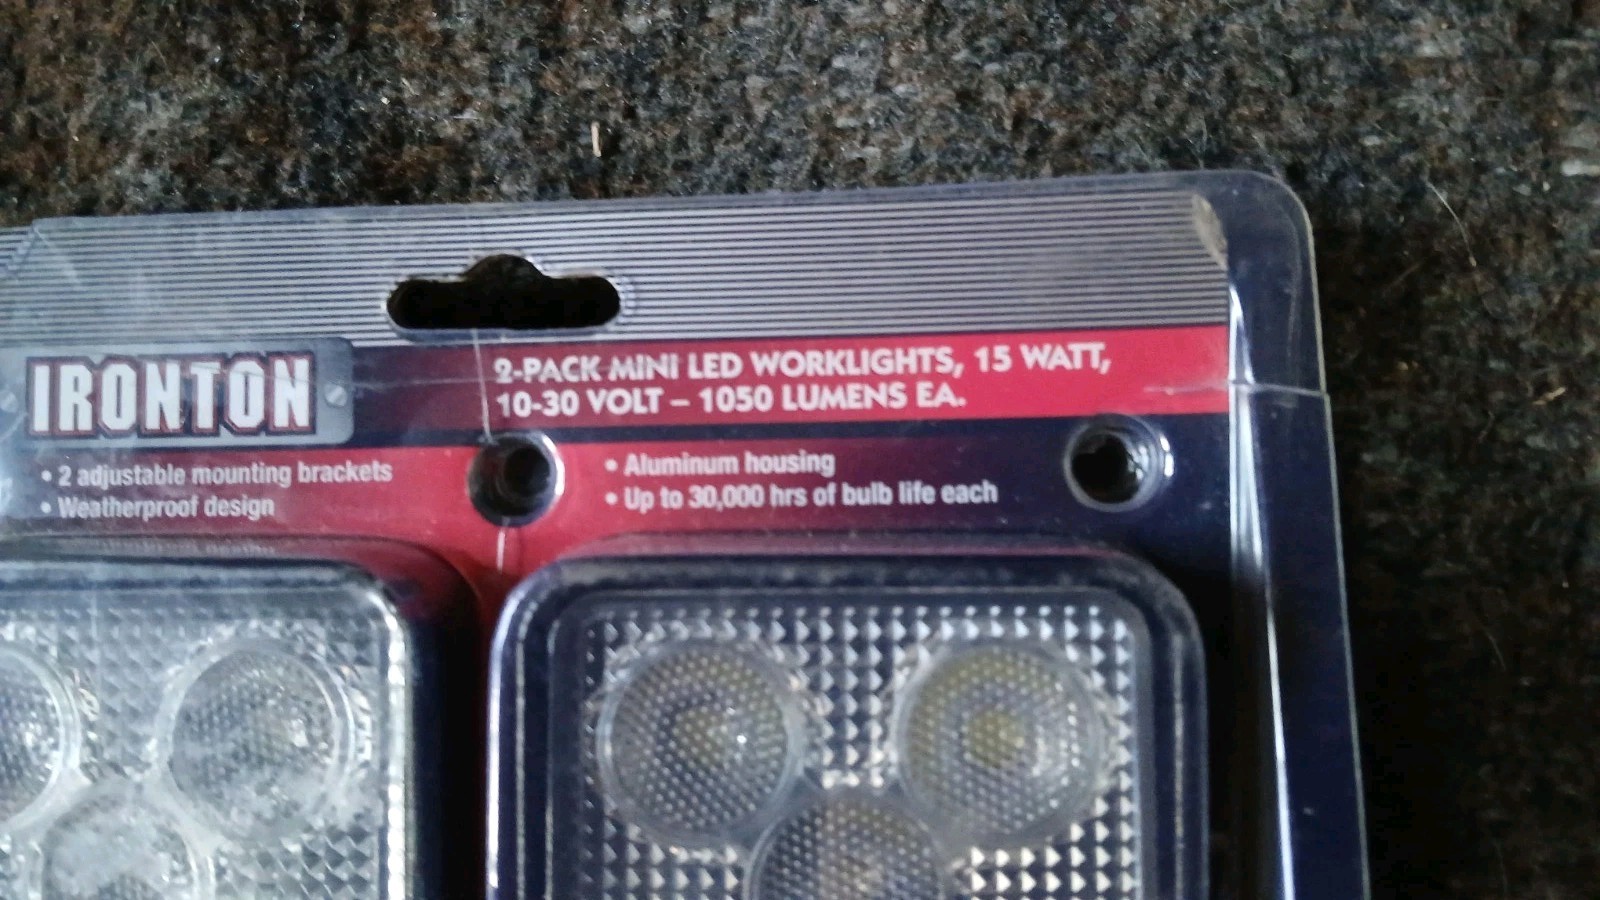 IRONTON
2-PACK MINI LED WORKLIGHTS, 15 WATT,
10-30 VOLT – 1050 LUMENS EA.
• 2 adjustable mounting brackets
• Weatherproof design
• Aluminum housing
• Up to 30,000 hrs of bulb life each